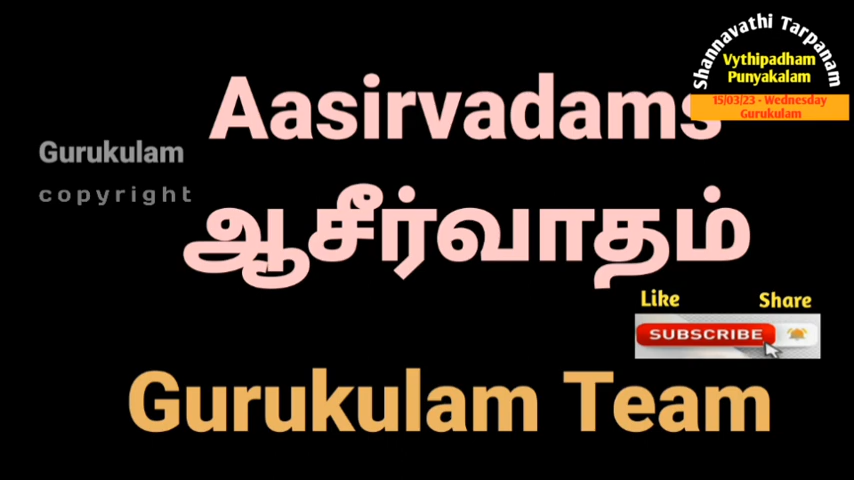 Shannavathi Tarpanam
Vythipadham
Punyakalam
15/03/23 - Wednesday
Gurukulam
Aasirvadams
Gurukulam
copyright
ஆசீர்வாதம்
Like Share
SUBSCRIBE
Gurukulam Team